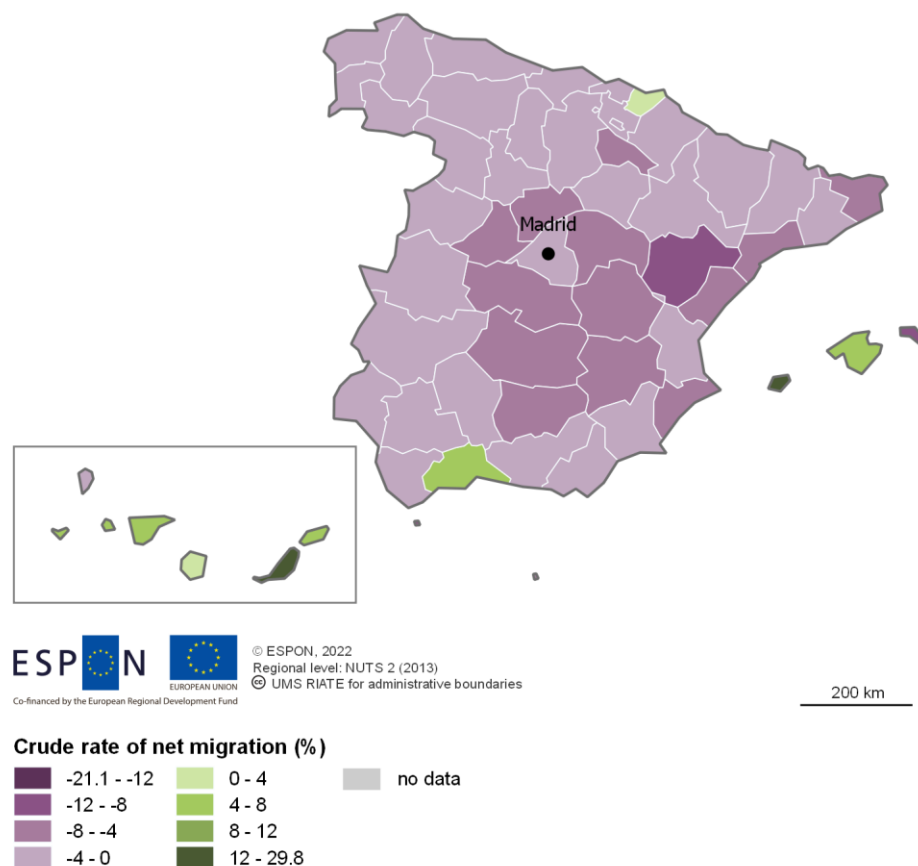 Madrid
ESPON
EUROPEAN UNION
Co-financed by the European Regional Development Fund
© ESPON, 2022
Regional level: NUTS 2 (2013)
cc UMS RIATE for administrative boundaries
200 km
Crude rate of net migration (%)
-21.1 - -12
-12 - -8
-8 - -4
-4 - 0
0 - 4
4 - 8
8 - 12
12 - 29.8
no data